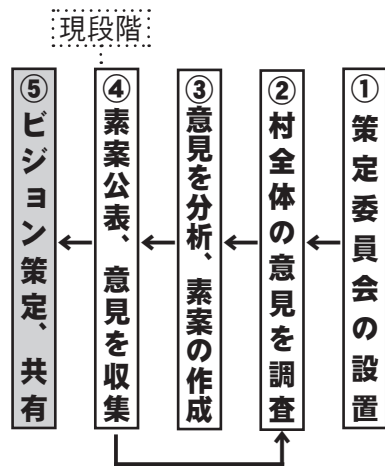 現段階
①策定委員会の設置
②村全体の意見を調査
③意見を分析、素案の作成
④素案公表、意見を収集
⑤ビジョン策定、共有